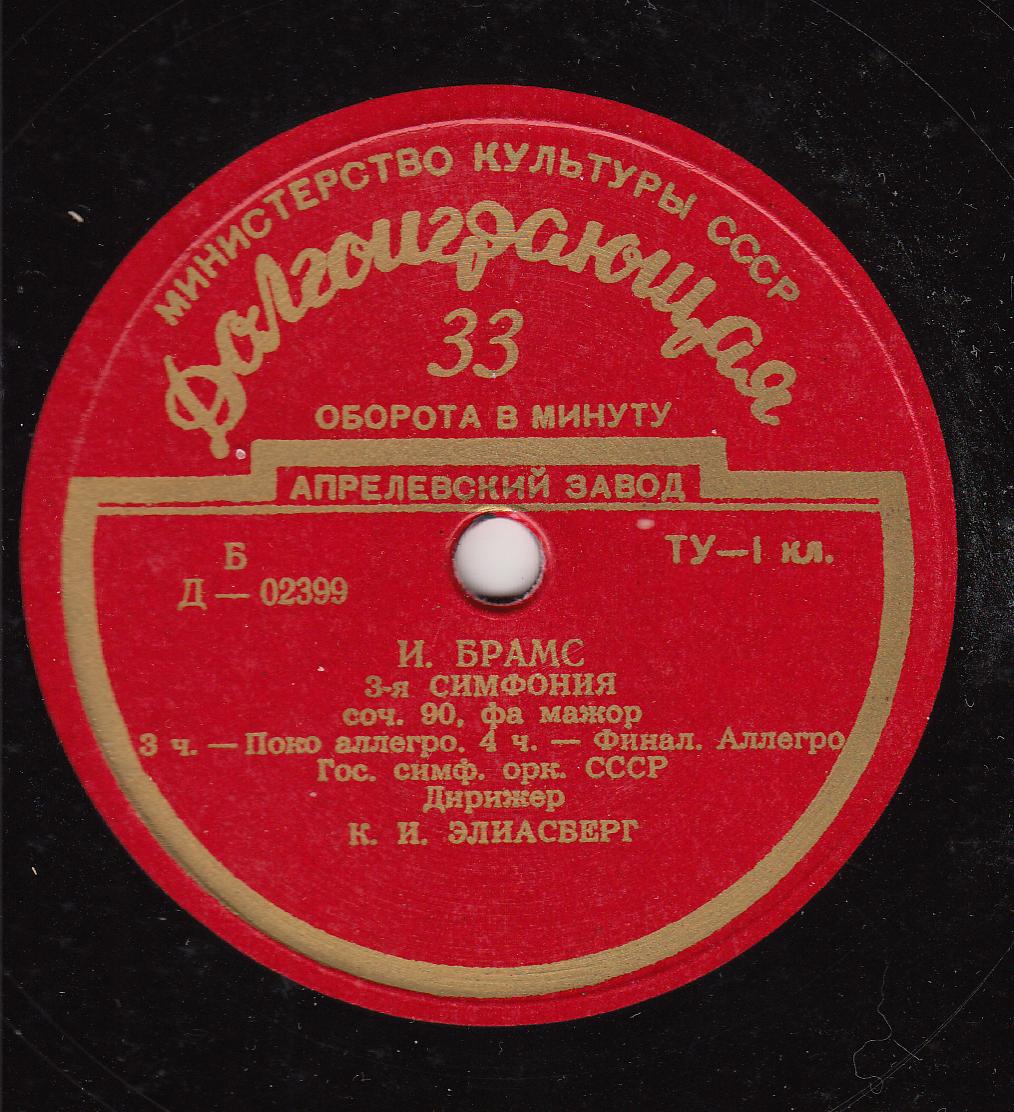 МИНИСТЕРСТВО КУЛЬТУРЫ СССР
Долгоиграющая
33
ОБОРОТА В МИНУТУ
АПРЕЛЕВСКИЙ ЗАВОД
Б
ТУ—I кл.
Д — 02399
И. БРАМС
3-я СИМФОНИЯ
соч. 90, фа мажор
3 ч. — Поко аллегро. 4 ч. — Финал. Аллегро
Гос. симф. орк. СССР
Дирижер
К. И. ЭЛИАСБЕРГ